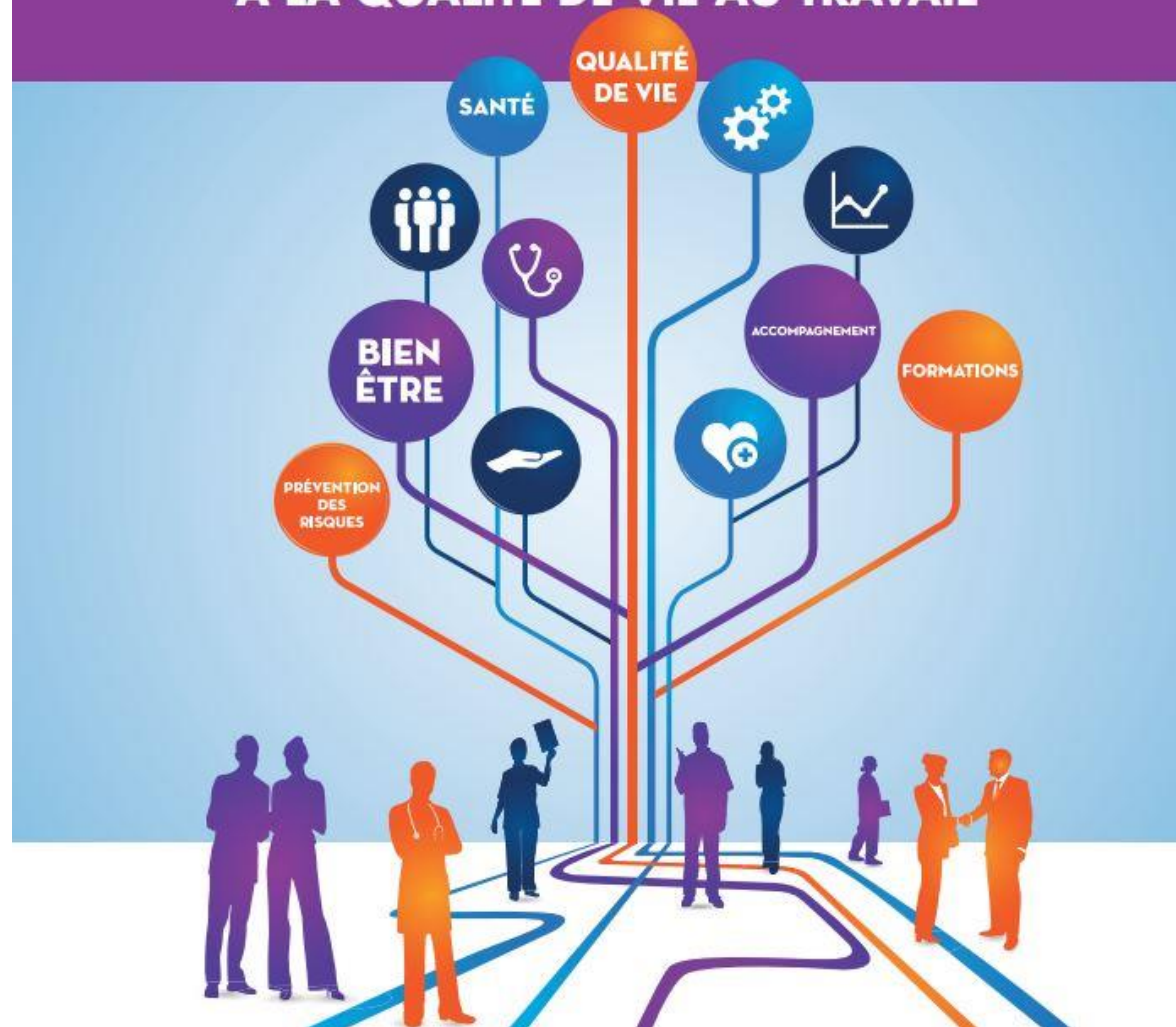 À LA QUALITÉ DE VIE AU TRAVAIL
QUALITÉ
DE VIE
SANTÉ
BIEN
ÊTRE
ACCOMPAGNEMENT
FORMATIONS
PRÉVENTION
DES
RISQUES